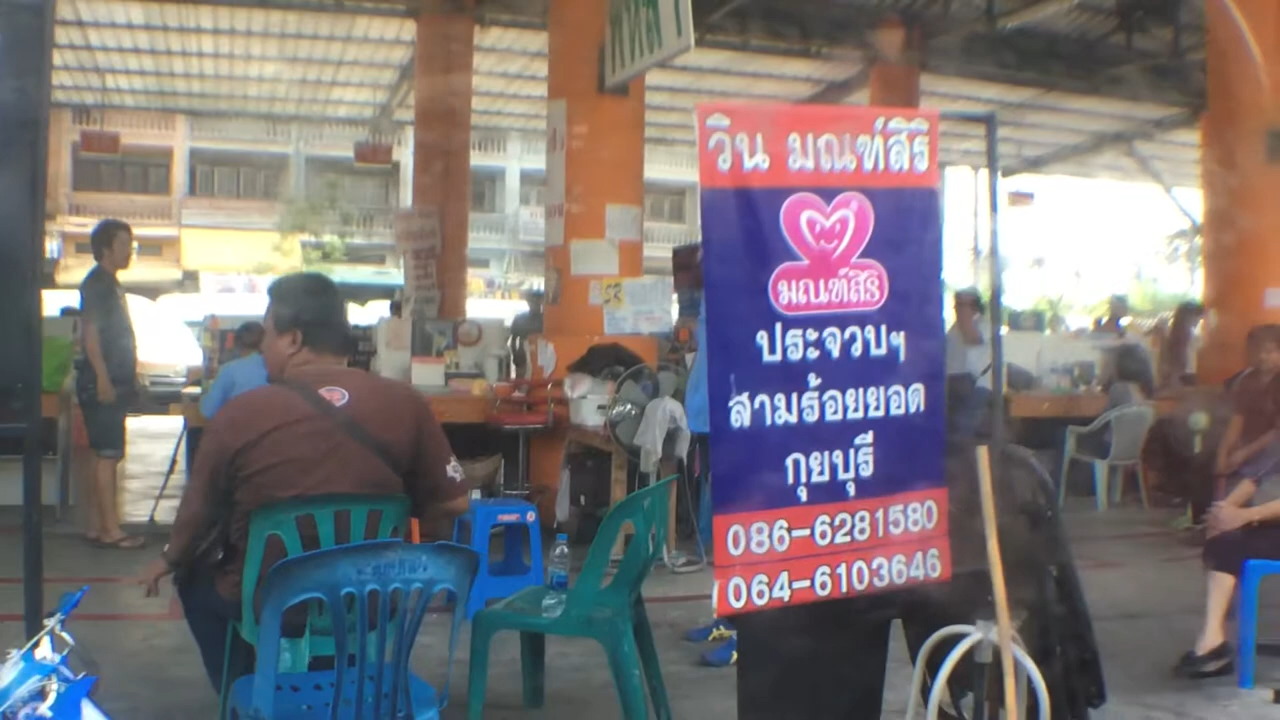 วิน มณฑ์สิริ
มณฑ์สิริ
ประจวบฯ
สามร้อยยอด
กุยบุรี
086-6281580
064-6103646
52